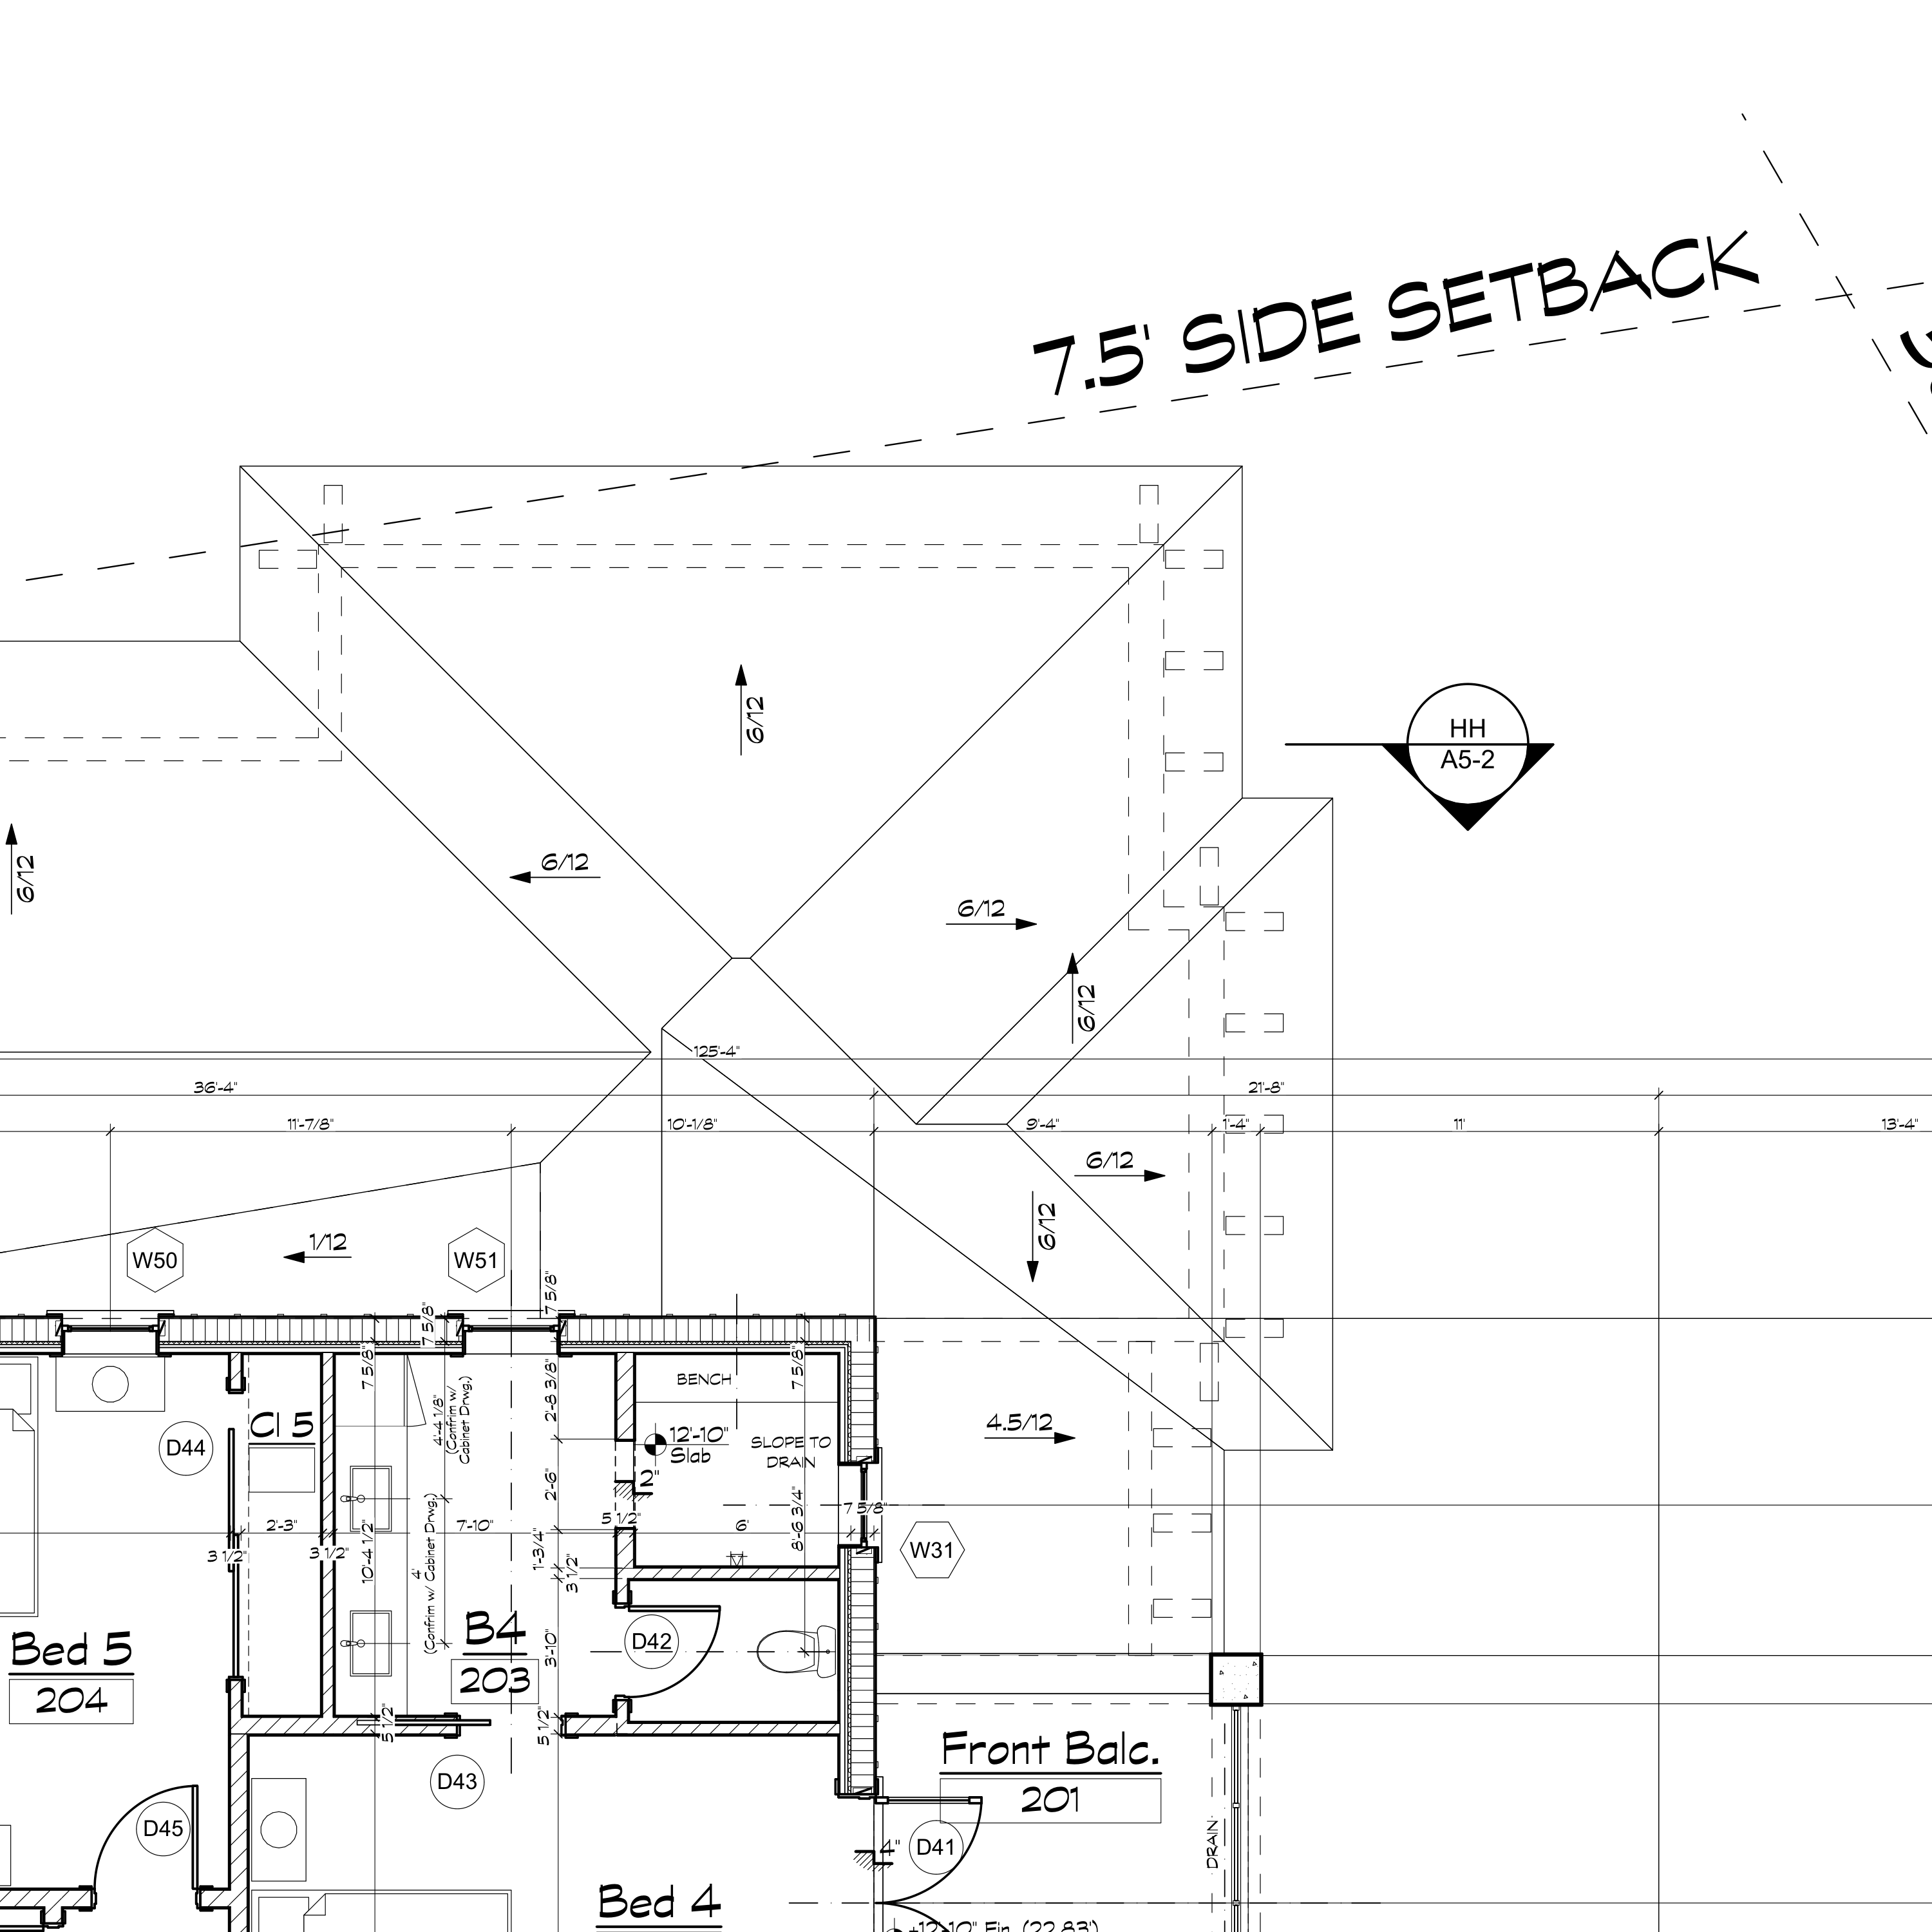 7.5' SIDE SETBACK
HH
A5-2
6/12
6/12
6/12
6/12
6/12
125'-4"
36'-4"
21'-8"
11'-7/8"
10'-1/8"
9'-4"
1'-4"
11'
13'-4"
6/12
6/12
1/12
W50
W51
7 5/8"
7 5/8"
7 5/8"
7 5/8"
2'-8 3/8"
BENCH
4'-4 1/8"
(Confrim w/
Cabinet Drwg.)
Cl 5
D44
12'-10"
Slab
SLOPE TO
DRAIN
4.5/12
2"
2'-6"
7 5/8"
5 1/2"
6'
8'-6 3/4"
2'-3"
7'-10"
3 1/2"
3 1/2"
10'-4 1/2"
4'
(Confrim w/ Cabinet Drwg.)
1'-3/4"
3 1/2"
W31
B4
203
D42
3'-10"
Bed 5
204
5 1/2"
5 1/2"
Front Balc.
201
D43
D45
D41
4"
DRAIN
Bed 4
+12'-10" Fin. (22.83')